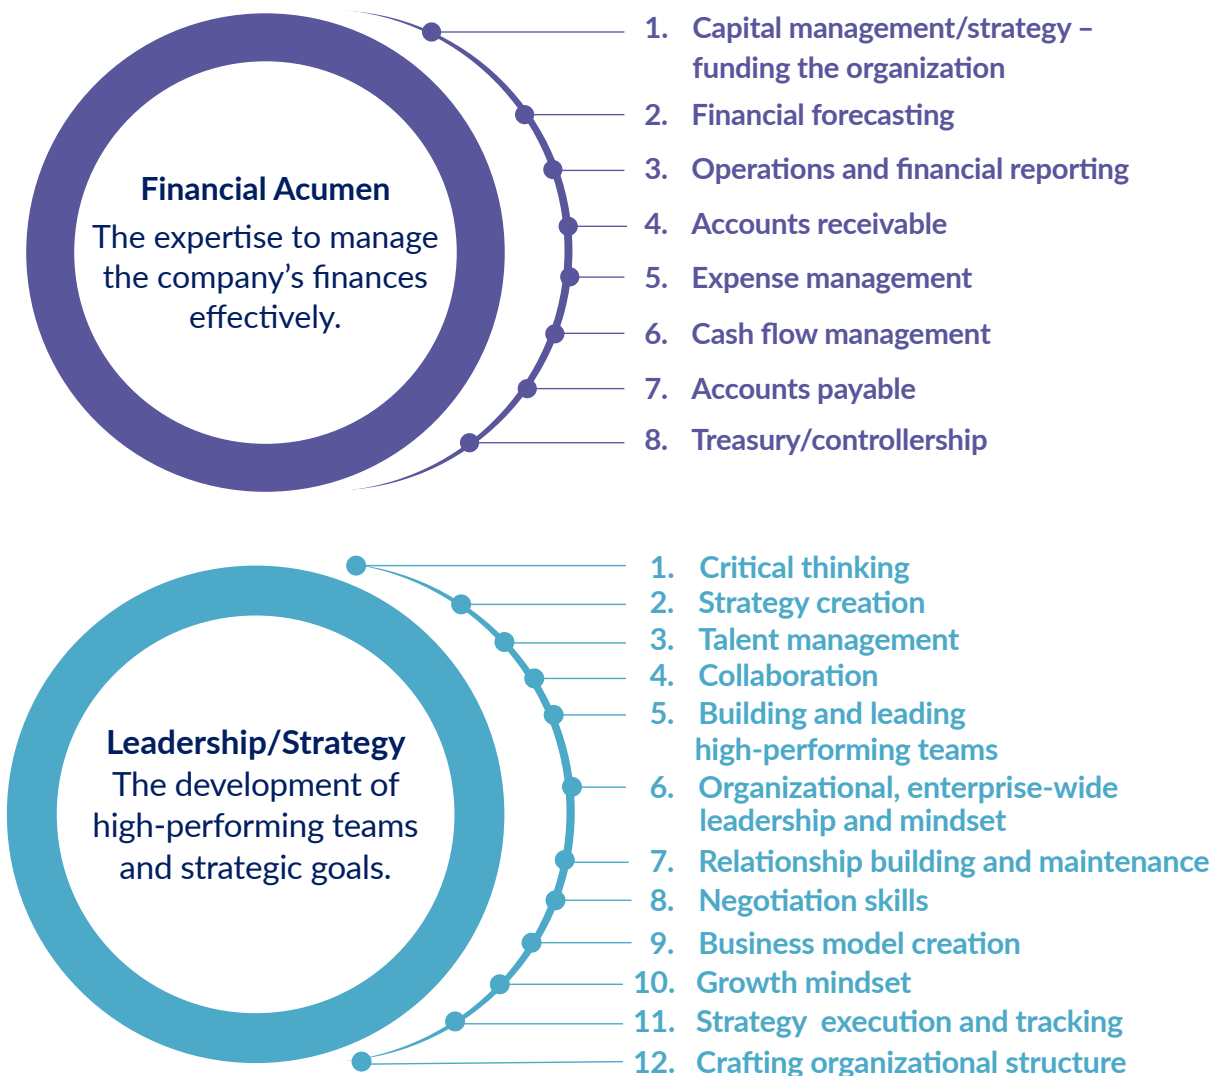 Financial Acumen
The expertise to manage
the company’s finances
effectively.
1. Capital management/strategy –
funding the organization
2. Financial forecasting
3. Operations and financial reporting
4. Accounts receivable
5. Expense management
6. Cash flow management
7. Accounts payable
8. Treasury/controllership
Leadership/Strategy
The development of
high-performing teams
and strategic goals.
1. Critical thinking
2. Strategy creation
3. Talent management
4. Collaboration
5. Building and leading
high-performing teams
6. Organizational, enterprise-wide
leadership and mindset
7. Relationship building and maintenance
8. Negotiation skills
9. Business model creation
10. Growth mindset
11. Strategy  execution and tracking
12. Crafting organizational structure